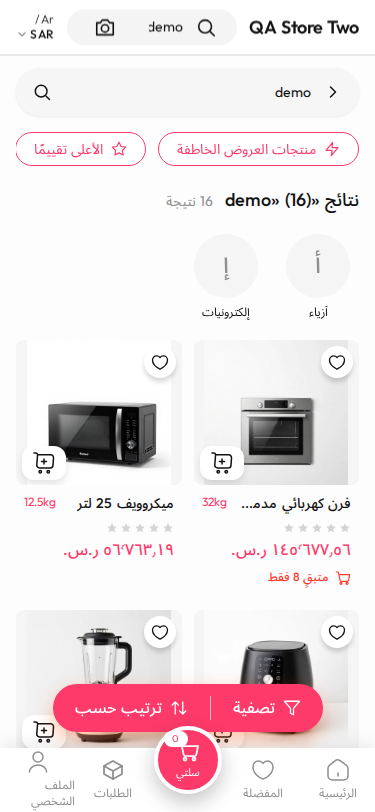 QA Store Two
demo
Ar /
SAR
demo
منتجات العروض الخاطفة
الأعلى تقييمًا
نتائج «demo» (16)
16 نتيجة
أ
إ
أزياء
إلكترونيات
فرن كهربائي مدم...
32kg
ميكروويف 25 لتر
12.5kg
١٤٥٬٦٧٧٫٥٦ ر.س.
٥٦٬٧٦٣٫١٩ ر.س.
متبقٍ 8 فقط
تصفية
ترتيب حسب
الرئيسية
المفضلة
0
سلتي
الطلبات
الملف
الشخصي